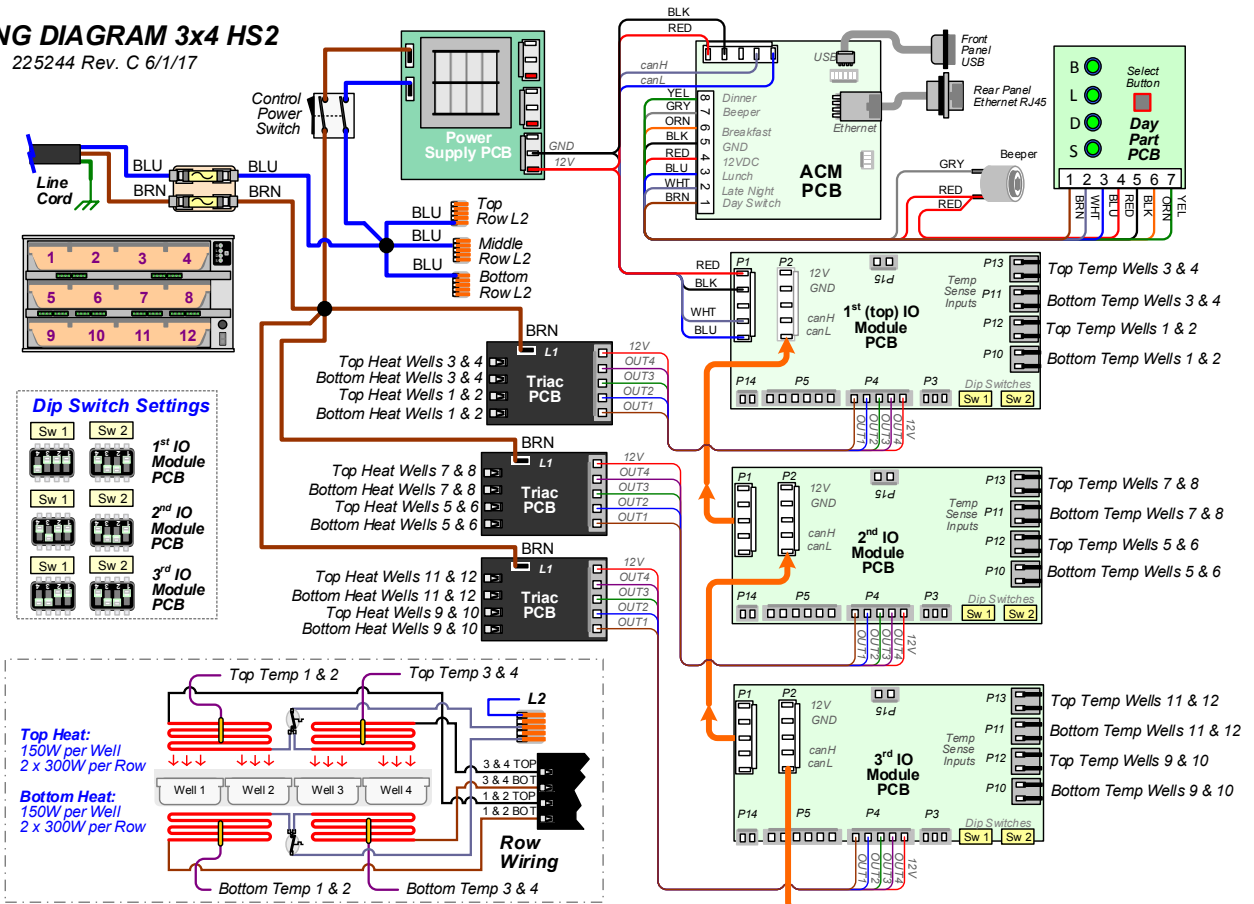 NG DIAGRAM 3x4 HS2
225244 Rev. C 6/1/17
Line
Cord
BLU
BRN
BLU
BRN
Control
Power
Switch
Power
Supply PCB
GND
12V
BLU
Top
Row L2
BLU
Middle
Row L2
BLU
Bottom
Row L2
BLK
RED
canH
canL
YEL
GRY
ORN
BLK
RED
BLU
WHT
BRN
8
7
6
5
4
3
2
1
Dinner
Beeper
Breakfast
GND
12VDC
Lunch
Late Night
Day Switch
ACM
PCB
USB
Ethernet
Front
Panel
USB
Rear Panel
Ethernet RJ45
GRY
RED
RED
Beeper
B
L
D
S
Select
Button
Day
Part
PCB
1 2 3 4 5 6 7
BRN
WHT
BLU
RED
BLK
ORN
YEL
1 2 3 4
5 6 7 8
9 10 11 12
Dip Switch Settings
Sw 1
Sw 2
1st IO
Module
PCB
Sw 1
Sw 2
2nd IO
Module
PCB
Sw 1
Sw 2
3rd IO
Module
PCB
BRN
L1
Triac
PCB
Top Heat Wells 3 & 4
Bottom Heat Wells 3 & 4
Top Heat Wells 1 & 2
Bottom Heat Wells 1 & 2
12V
OUT4
OUT3
OUT2
OUT1
BRN
L1
Triac
PCB
Top Heat Wells 7 & 8
Bottom Heat Wells 7 & 8
Top Heat Wells 5 & 6
Bottom Heat Wells 5 & 6
12V
OUT4
OUT3
OUT2
OUT1
BRN
L1
Triac
PCB
Top Heat Wells 11 & 12
Bottom Heat Wells 11 & 12
Top Heat Wells 9 & 10
Bottom Heat Wells 9 & 10
12V
OUT4
OUT3
OUT2
OUT1
RED
BLK
WHT
BLU
P1
P2
12V
GND
canH
canL
P15
1st (top) IO
Module
PCB
Temp
Sense
Inputs
P13
P11
P12
P10
Top Temp Wells 3 & 4
Bottom Temp Wells 3 & 4
Top Temp Wells 1 & 2
Bottom Temp Wells 1 & 2
P14
P5
P4
P3
Dip Switches
Sw 1
Sw 2
OUT1
OUT2
OUT3
OUT4
12V
P1
P2
12V
GND
canH
canL
P15
2nd IO
Module
PCB
Temp
Sense
Inputs
P13
P11
P12
P10
Top Temp Wells 7 & 8
Bottom Temp Wells 7 & 8
Top Temp Wells 5 & 6
Bottom Temp Wells 5 & 6
P14
P5
P4
P3
Dip Switches
Sw 1
Sw 2
OUT1
OUT2
OUT3
OUT4
12V
P1
P2
12V
GND
canH
canL
P15
3rd IO
Module
PCB
Temp
Sense
Inputs
P13
P11
P12
P10
Top Temp Wells 11 & 12
Bottom Temp Wells 11 & 12
Top Temp Wells 9 & 10
Bottom Temp Wells 9 & 10
P14
P5
P4
P3
Dip Switches
Sw 1
Sw 2
OUT1
OUT2
OUT3
OUT4
12V
Top Temp 1 & 2
Top Temp 3 & 4
L2
Top Heat:
150W per Well
2 x 300W per Row
Well 1
Well 2
Well 3
Well 4
Bottom Heat:
150W per Well
2 x 300W per Row
3 & 4 TOP
3 & 4 BOT
1 & 2 TOP
1 & 2 BOT
Row
Wiring
Bottom Temp 1 & 2
Bottom Temp 3 & 4